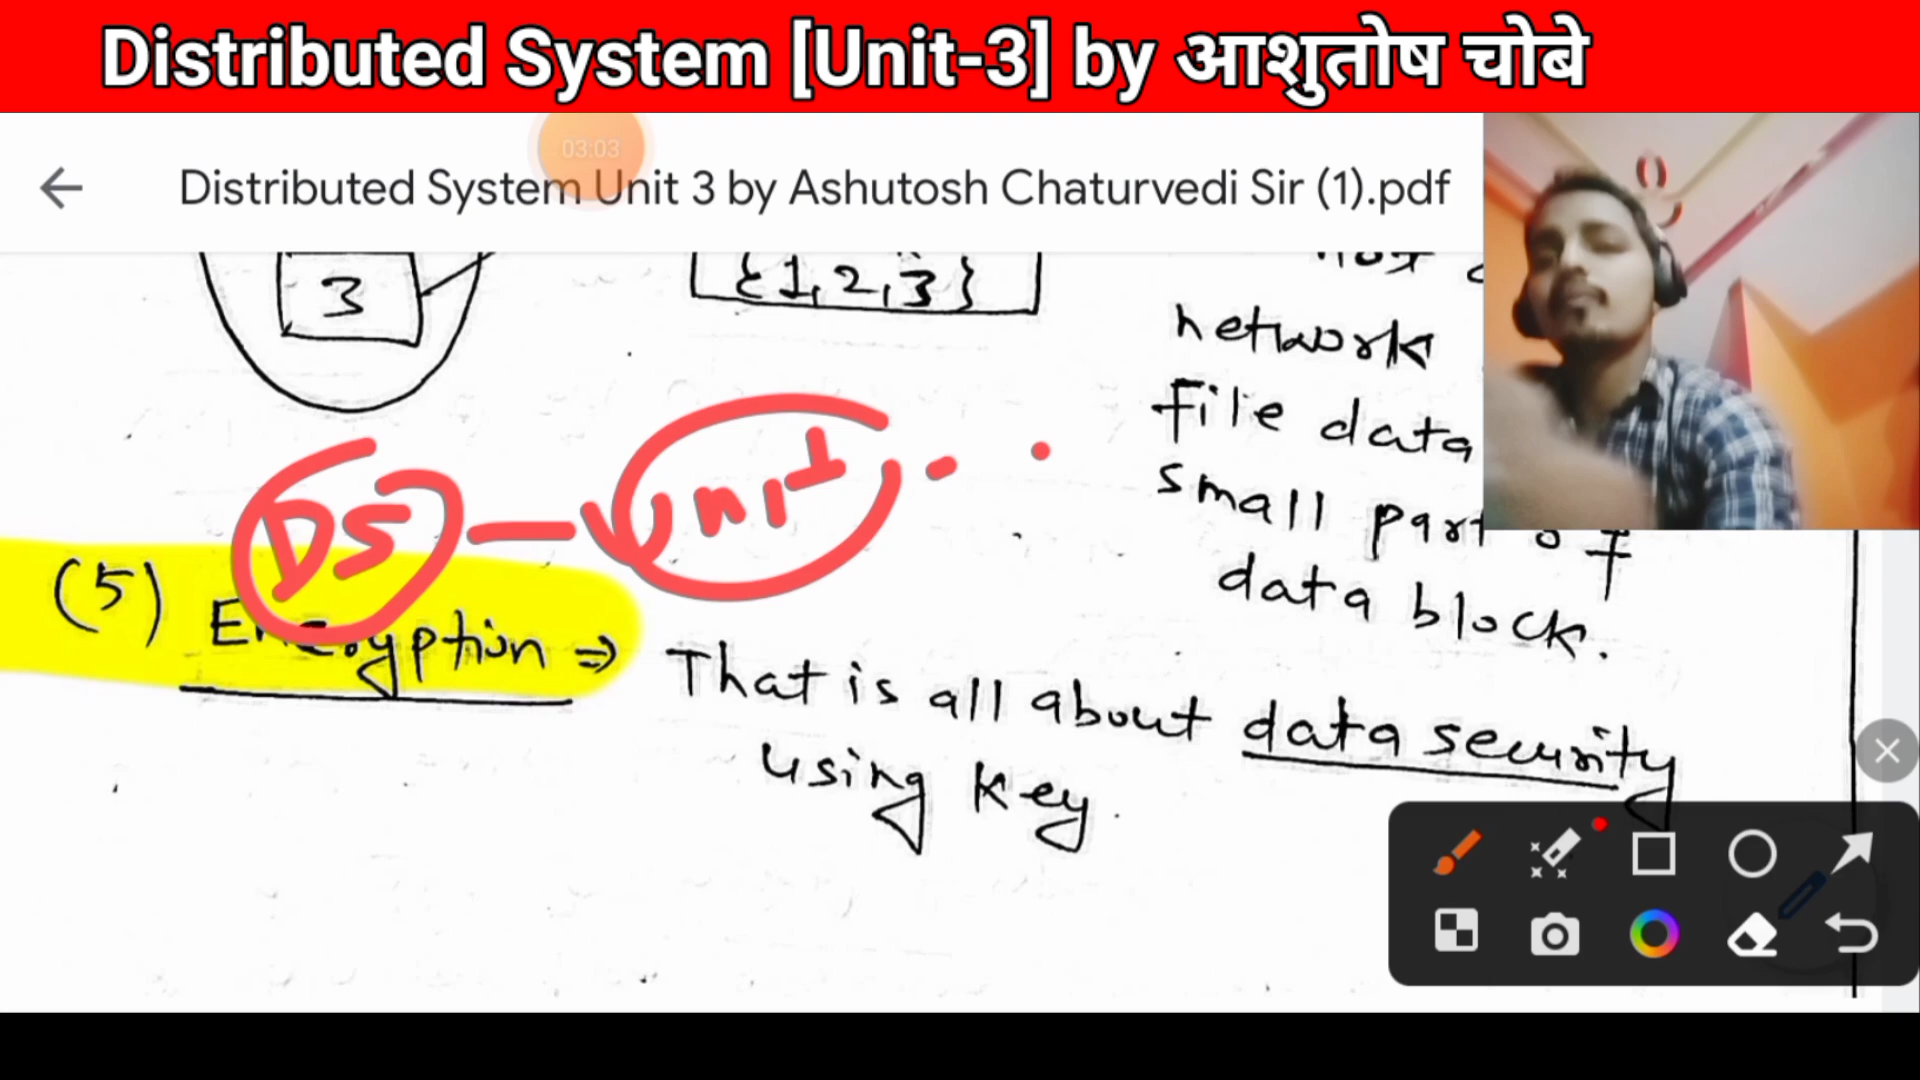 Distributed System [Unit-3] by आशुतोष चोबे
03:03
Distributed System Unit 3 by Ashutosh Chaturvedi Sir (1).pdf
3
{1,2,3}
network
file data
small part of
data block.
DS - Unit
(5) Encryption ⇒ That is all about data security
using key.